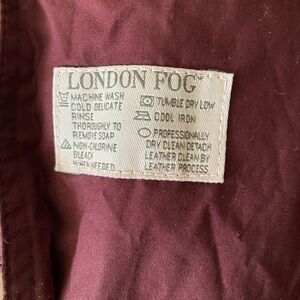 LONDON FOG
MACHINE WASH
COLD DELICATE
RINSE
THOROUGHLY TO
REMOVE SOAP
NON-CHLORINE
BLEACH
WHEN NEEDED
TUMBLE DRY LOW
COOL IRON
PROFESSIONALLY
DRY CLEAN DETACH
LEATHER CLEAN BY
LEATHER PROCESS